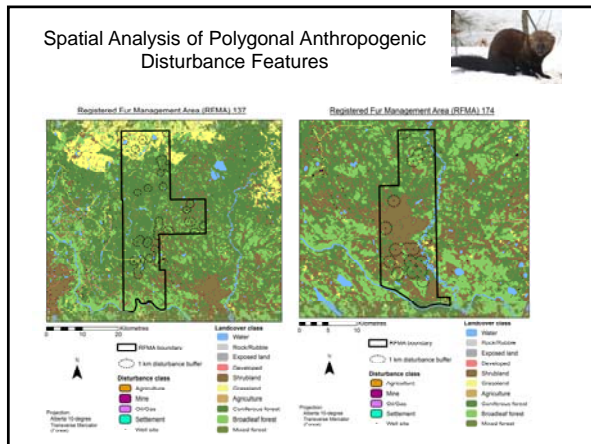 Spatial Analysis of Polygonal Anthropogenic
Disturbance Features
Registered Fur Management Area (RFMA) 137
Kilometres
0
10
20
RFMA boundary
1 km disturbance buffer
Disturbance class
Agriculture
Mine
Oil/Gas
Settlement
Well site
N
Projection:
Alberta 10-degree
Transverse Mercator
(Forest)
Landcover class
Water
Rock/Rubble
Exposed land
Developed
Shrubland
Grassland
Agriculture
Coniferous forest
Broadleaf forest
Mixed forest
Registered Fur Management Area (RFMA) 174
Kilometres
0
5
10
RFMA boundary
1 km disturbance buffer
Disturbance class
Agriculture
Mine
Oil/Gas
Settlement
Well site
N
Projection:
Alberta 10-degree
Transverse Mercator
(Forest)
Landcover class
Water
Rock/Rubble
Exposed land
Developed
Shrubland
Grassland
Agriculture
Coniferous forest
Broadleaf forest
Mixed forest